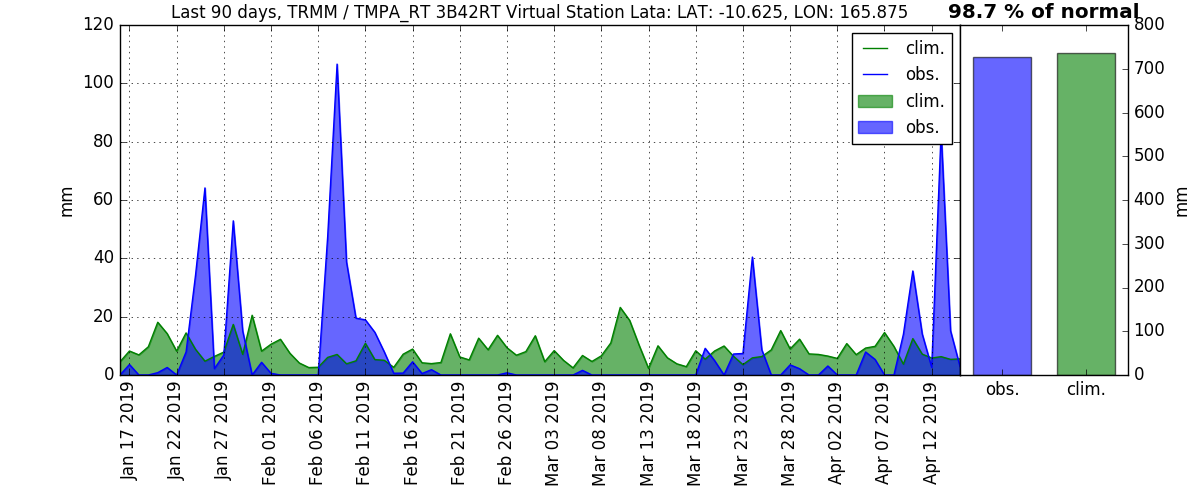 Last 90 days, TRMM / TMPA_RT 3B42RT Virtual Station Lata: LAT: -10.625, LON: 165.875
98.7 % of normal
120
100
80
60
40
20
0
mm
clim.
obs.
clim.
obs.
800
700
600
500
400
300
200
100
0
mm
Jan 17 2019
Jan 22 2019
Jan 27 2019
Feb 01 2019
Feb 06 2019
Feb 11 2019
Feb 16 2019
Feb 21 2019
Feb 26 2019
Mar 03 2019
Mar 08 2019
Mar 13 2019
Mar 18 2019
Mar 23 2019
Mar 28 2019
Apr 02 2019
Apr 07 2019
Apr 12 2019
obs.
clim.